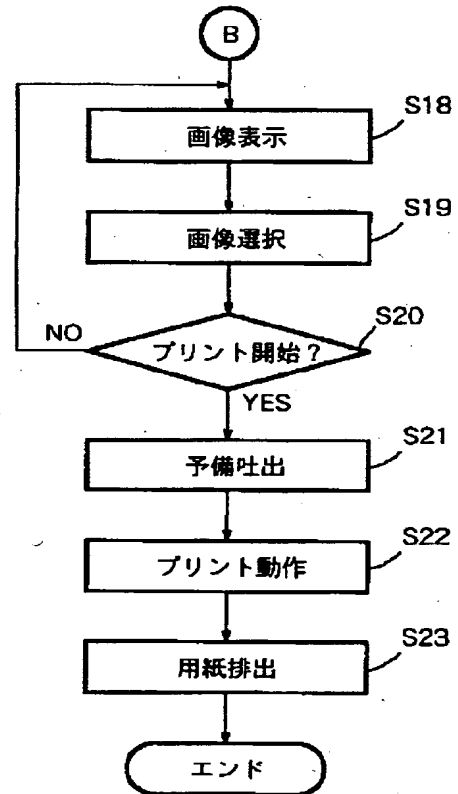 B
S18
画像表示
S19
画像選択
S20
NO
プリント開始？
YES
S21
予備吐出
S22
プリント動作
S23
用紙排出
エンド